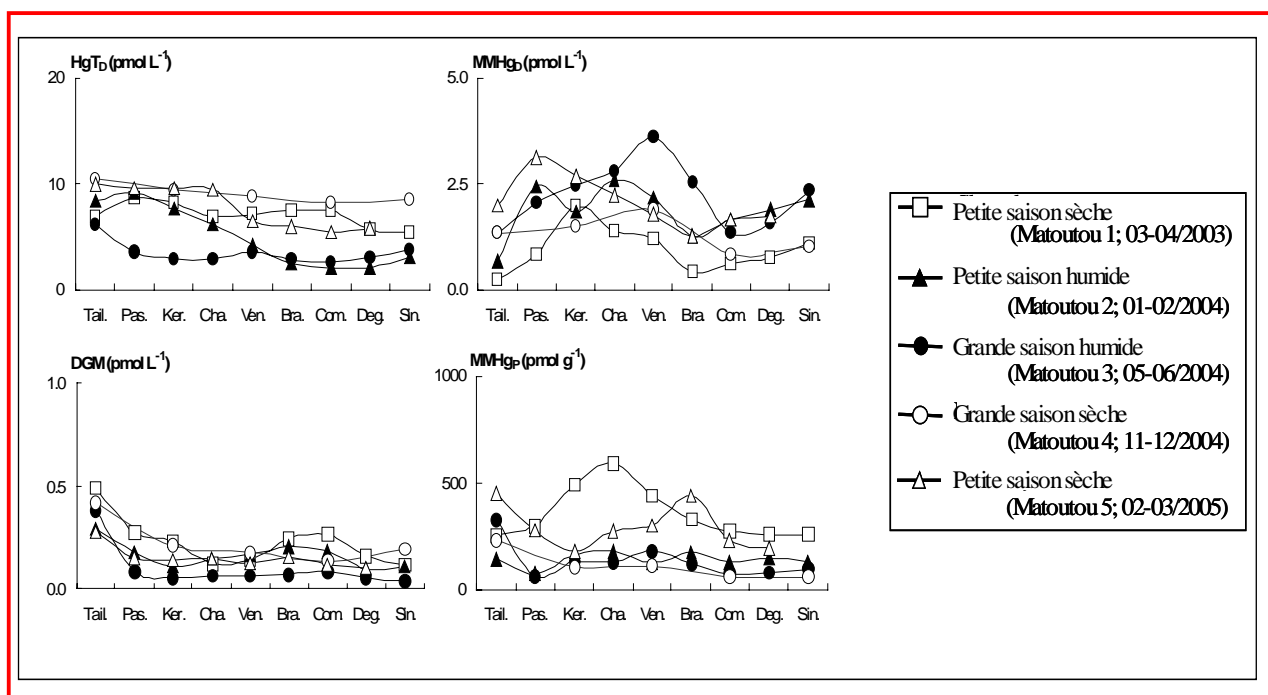 HgT_D (pmol L^-1)
20
10
0
Tail. Pas. Ker. Cha. Ven. Bra. Com. Deg. Sin.
MMHg_D (pmol L^-1)
5.0
2.5
0.0
Tail. Pas. Ker. Cha. Ven. Bra. Com. Deg. Sin.
DGM (pmol L^-1)
1.0
0.5
0.0
Tail. Pas. Ker. Cha. Ven. Bra. Com. Deg. Sin.
MMHg_P (pmol g^-1)
1000
500
0
Tail. Pas. Ker. Cha. Ven. Bra. Com. Deg. Sin.
Petite saison sèche
(Matoutou 1; 03-04/2003)
Petite saison humide
(Matoutou 2; 01-02/2004)
Grande saison humide
(Matoutou 3; 05-06/2004)
Grande saison sèche
(Matoutou 4; 11-12/2004)
Petite saison sèche
(Matoutou 5; 02-03/2005)